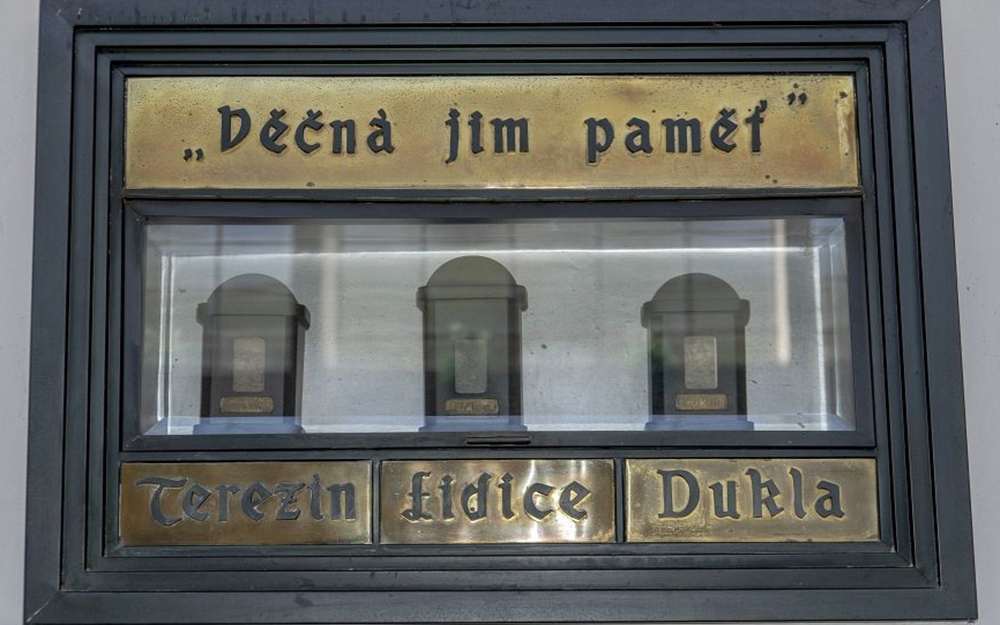 „Věčná jim paměť”
Terezín Lidice Dukla